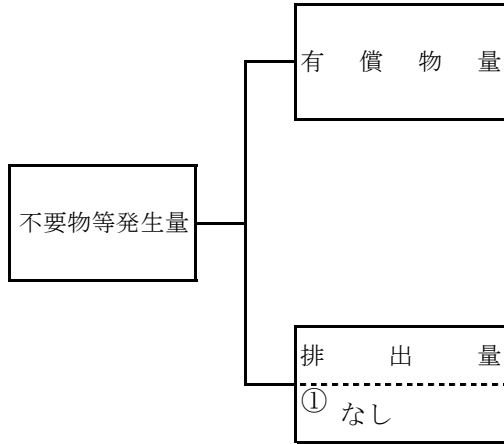 有償物量
不要物等発生量
排出量
① なし